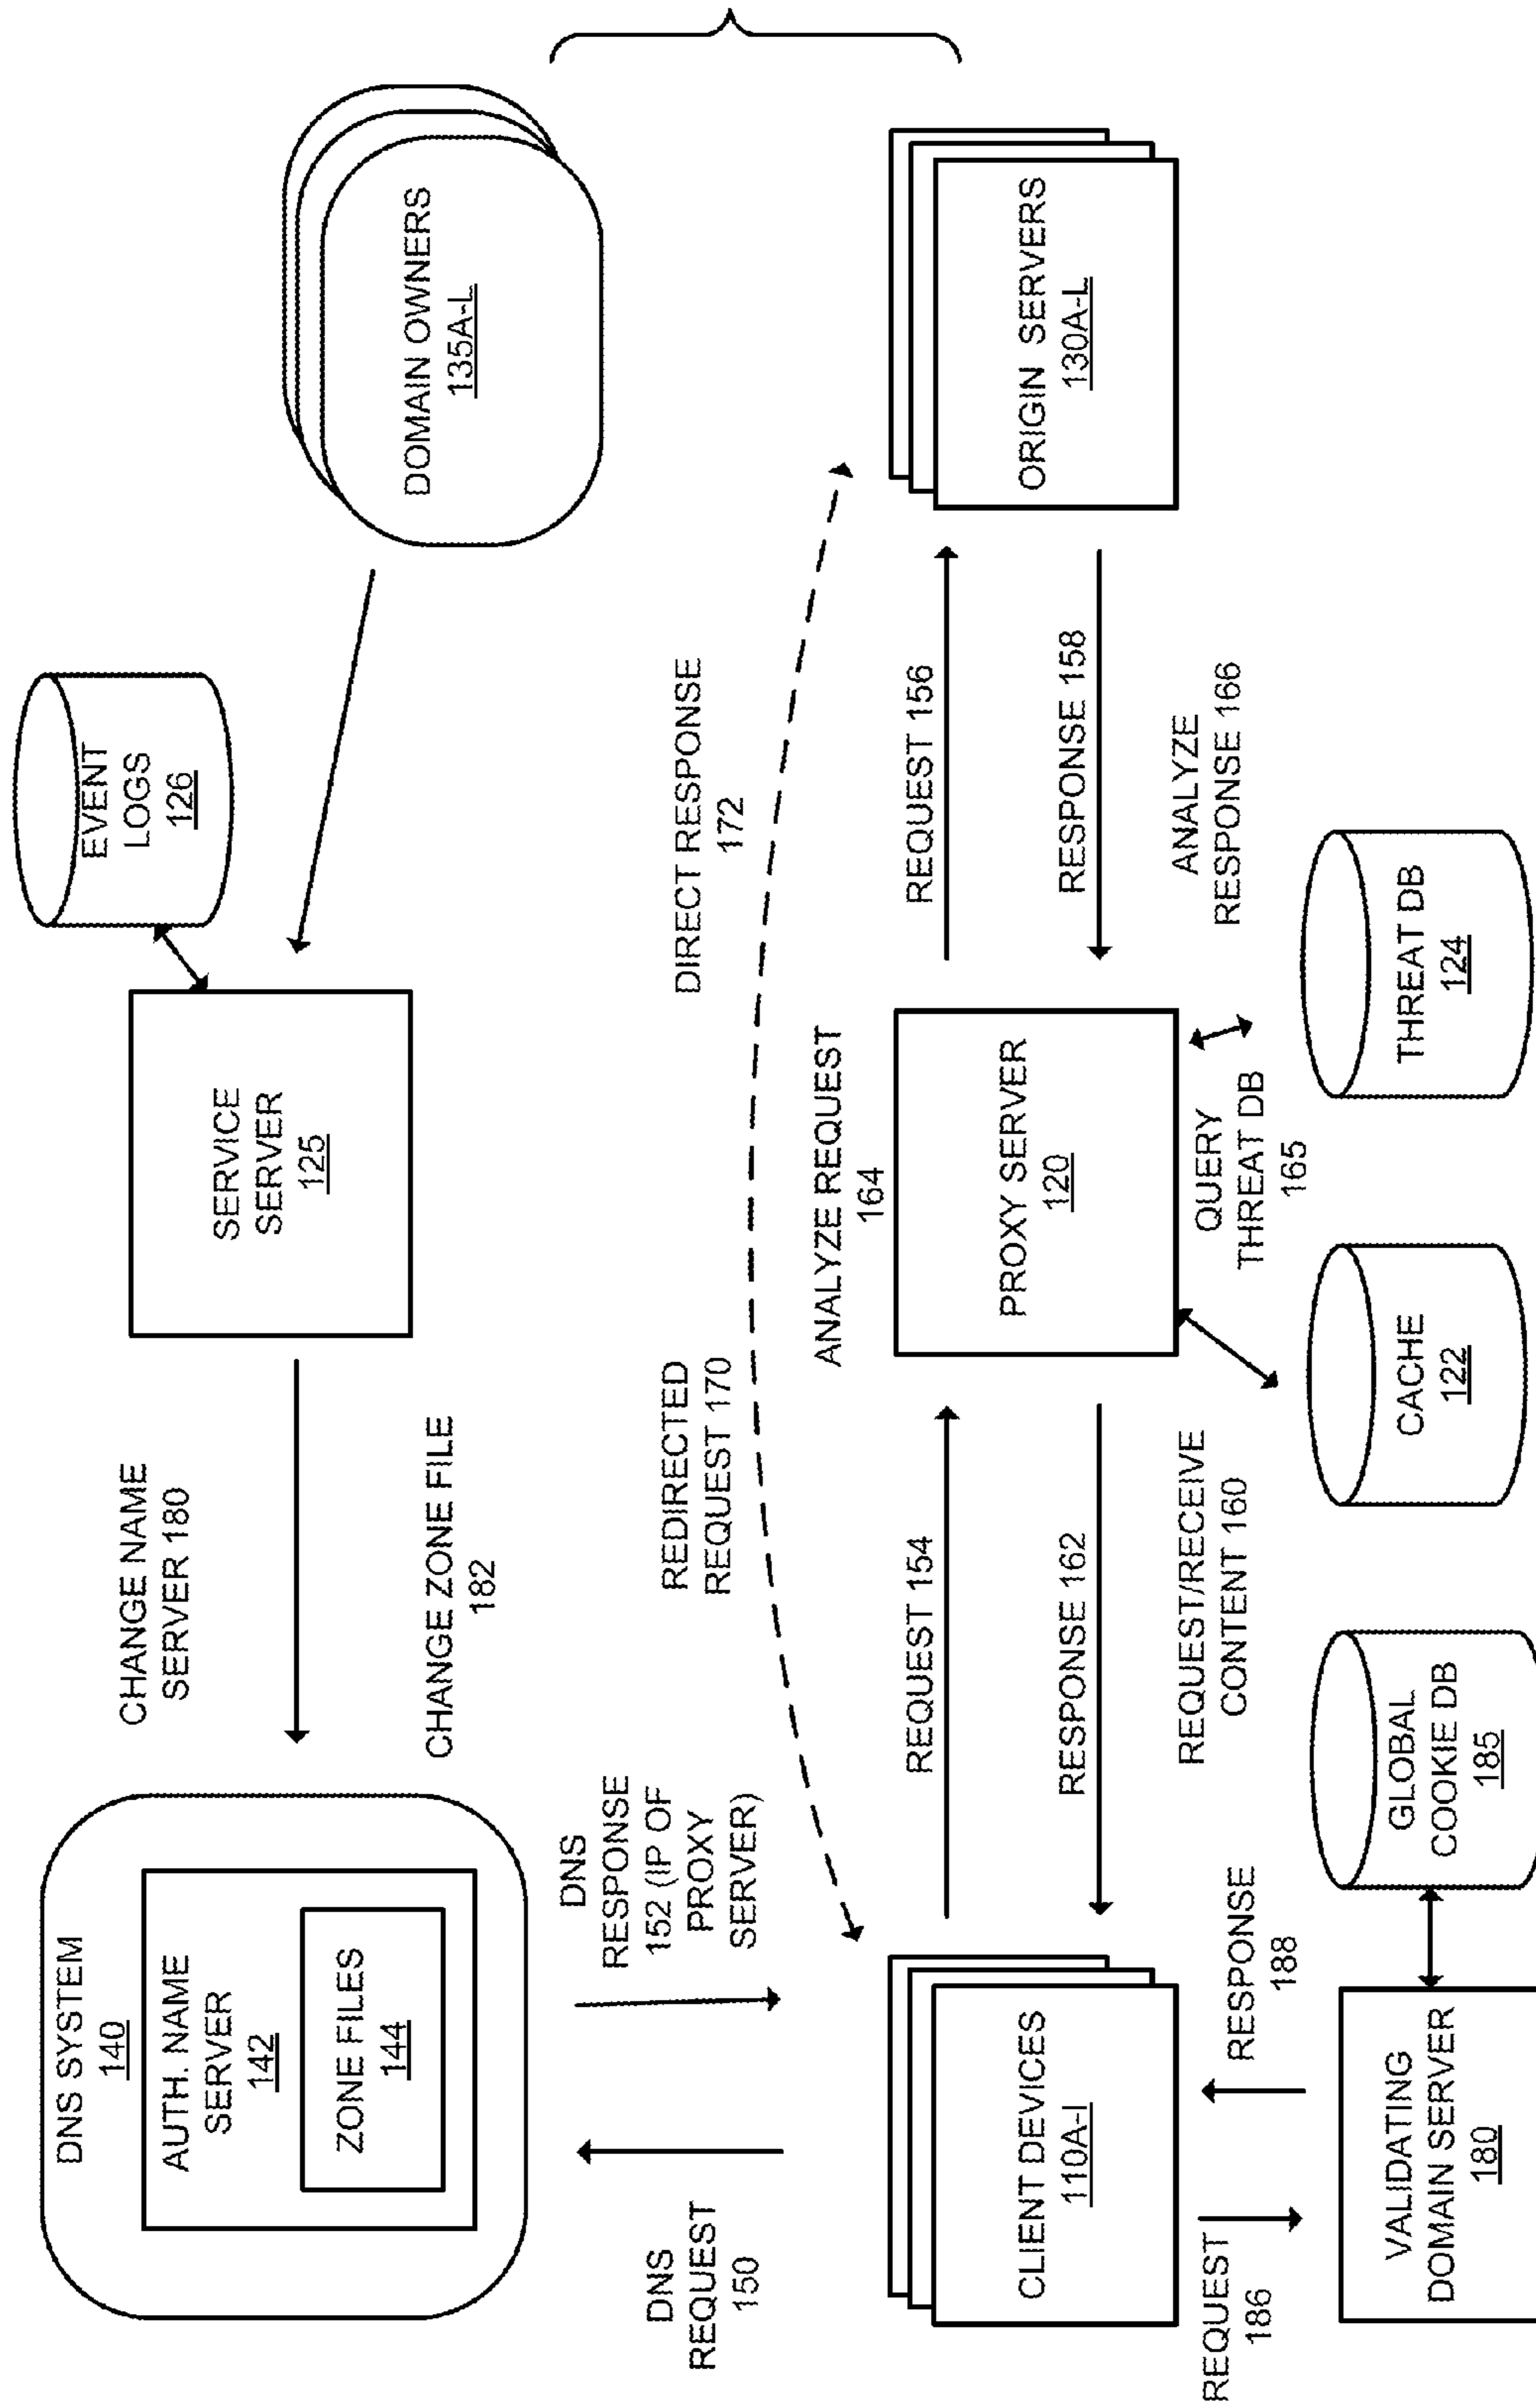 DNS SYSTEM
140
AUTH. NAME
SERVER
142
ZONE FILES
144
CHANGE NAME
SERVER 180
CHANGE ZONE FILE
182
SERVICE
SERVER
125
EVENT
LOGS
126
DOMAIN OWNERS
135A-L
DNS
REQUEST
150
DNS
RESPONSE
152 (IP OF
PROXY
SERVER)
REDIRECTED
REQUEST 170
DIRECT RESPONSE
172
CLIENT DEVICES
110A-I
REQUEST 154
RESPONSE 162
REQUEST/RECEIVE
CONTENT 160
ANALYZE REQUEST
164
PROXY SERVER
120
QUERY
THREAT DB
165
REQUEST 156
RESPONSE 158
ANALYZE
RESPONSE 166
ORIGIN SERVERS
130A-L
REQUEST
186
RESPONSE
188
VALIDATING
DOMAIN SERVER
180
GLOBAL
COOKIE DB
185
CACHE
122
THREAT DB
124